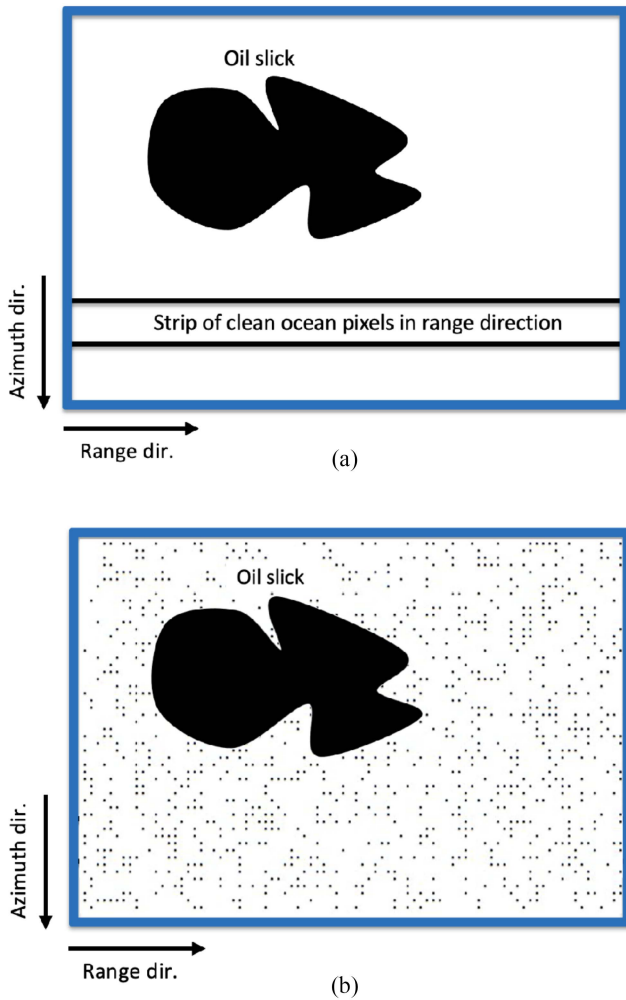 Oil slick
Strip of clean ocean pixels in range direction
Azimuth dir.
Range dir.
(a)
Oil slick
Azimuth dir.
Range dir.
(b)